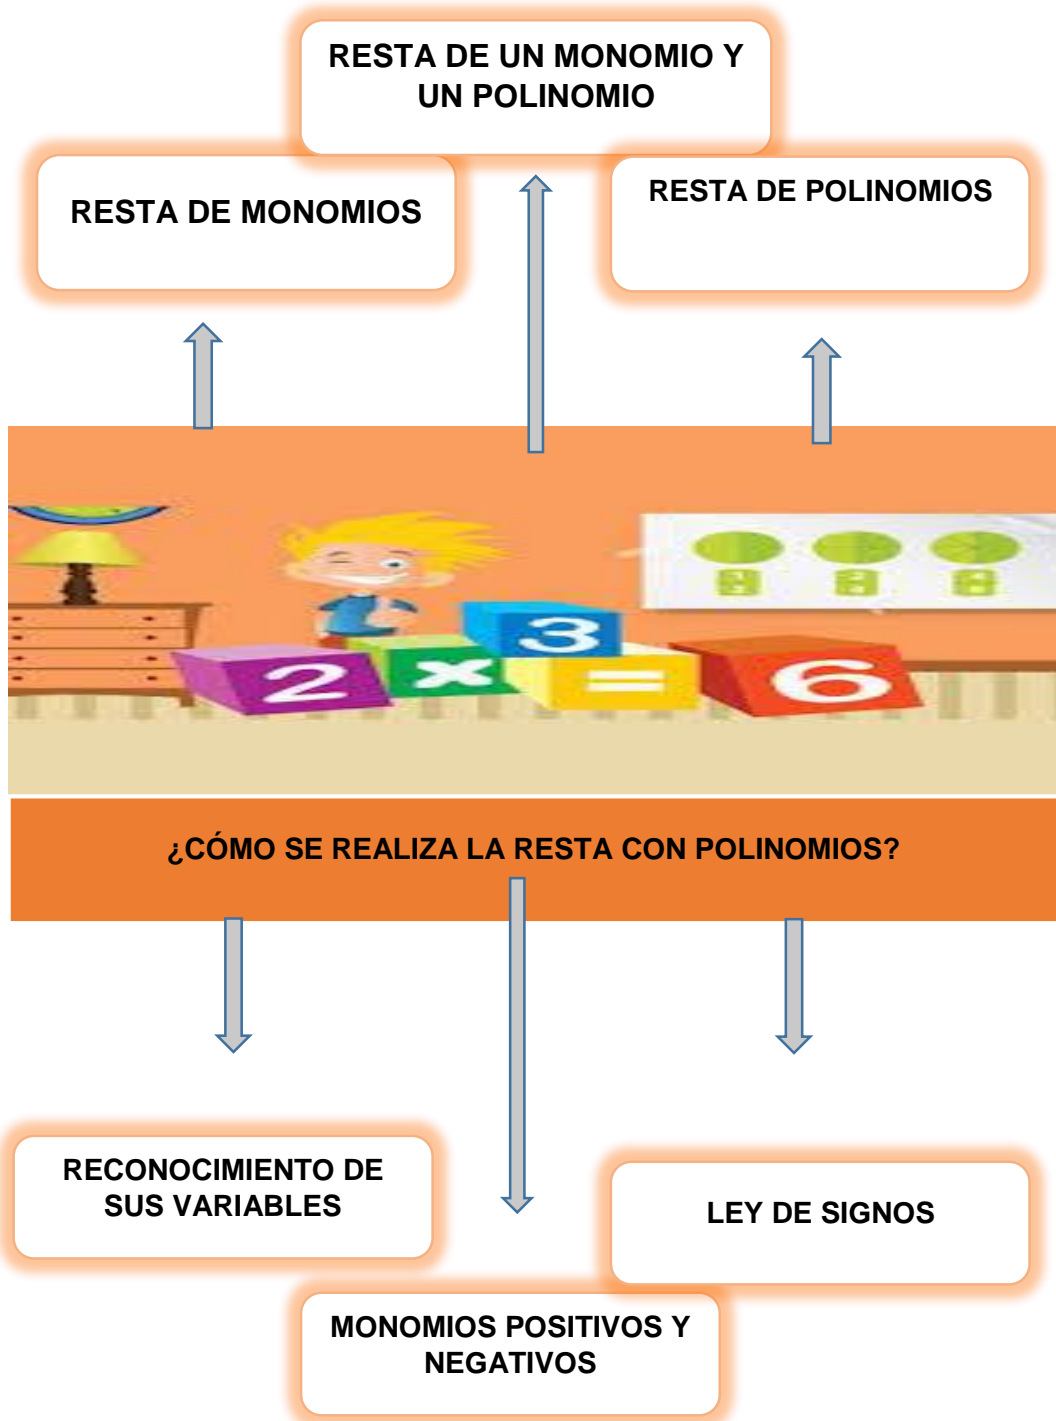 RESTA DE UN MONOMIO Y
UN POLINOMIO
RESTA DE MONOMIOS
RESTA DE POLINOMIOS
3
2 × = 6
¿CÓMO SE REALIZA LA RESTA CON POLINOMIOS?
RECONOCIMIENTO DE
SUS VARIABLES
LEY DE SIGNOS
MONOMIOS POSITIVOS Y
NEGATIVOS